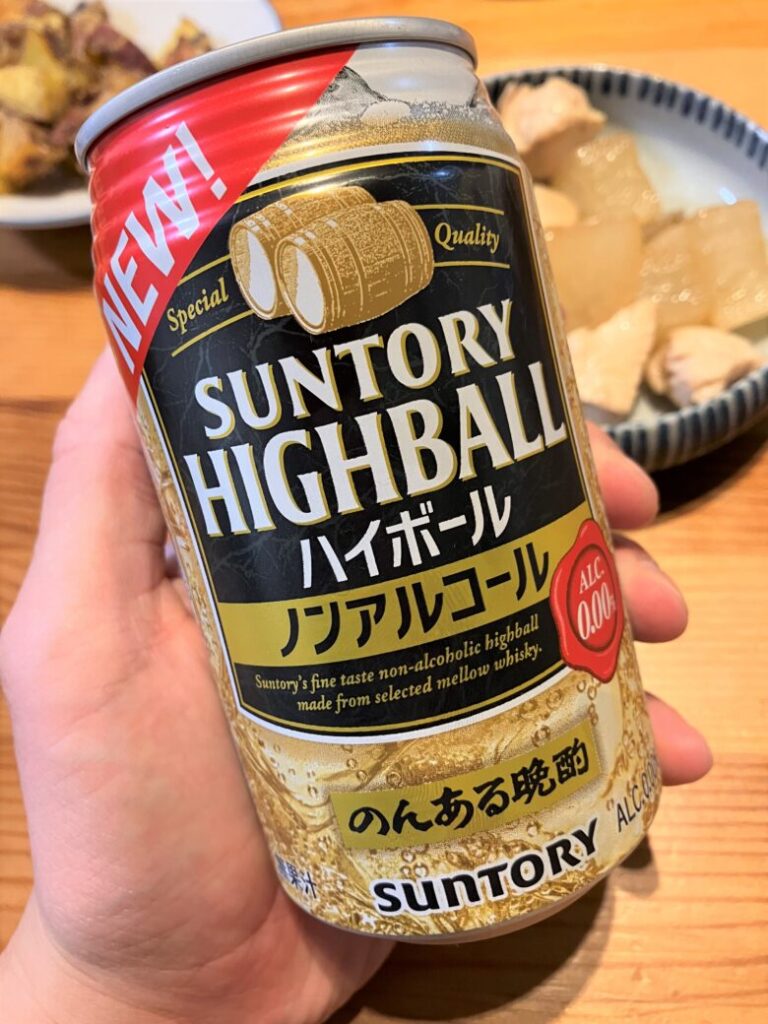 NEW!
Special
Quality
SUNTORY
HIGHBALL
ハイボール
ノンアルコール
ALC.
0.00%
Suntory's fine taste non-alcoholic highball
made from selected mellow whisky.
のんある晩酌
SUNTORY
果汁